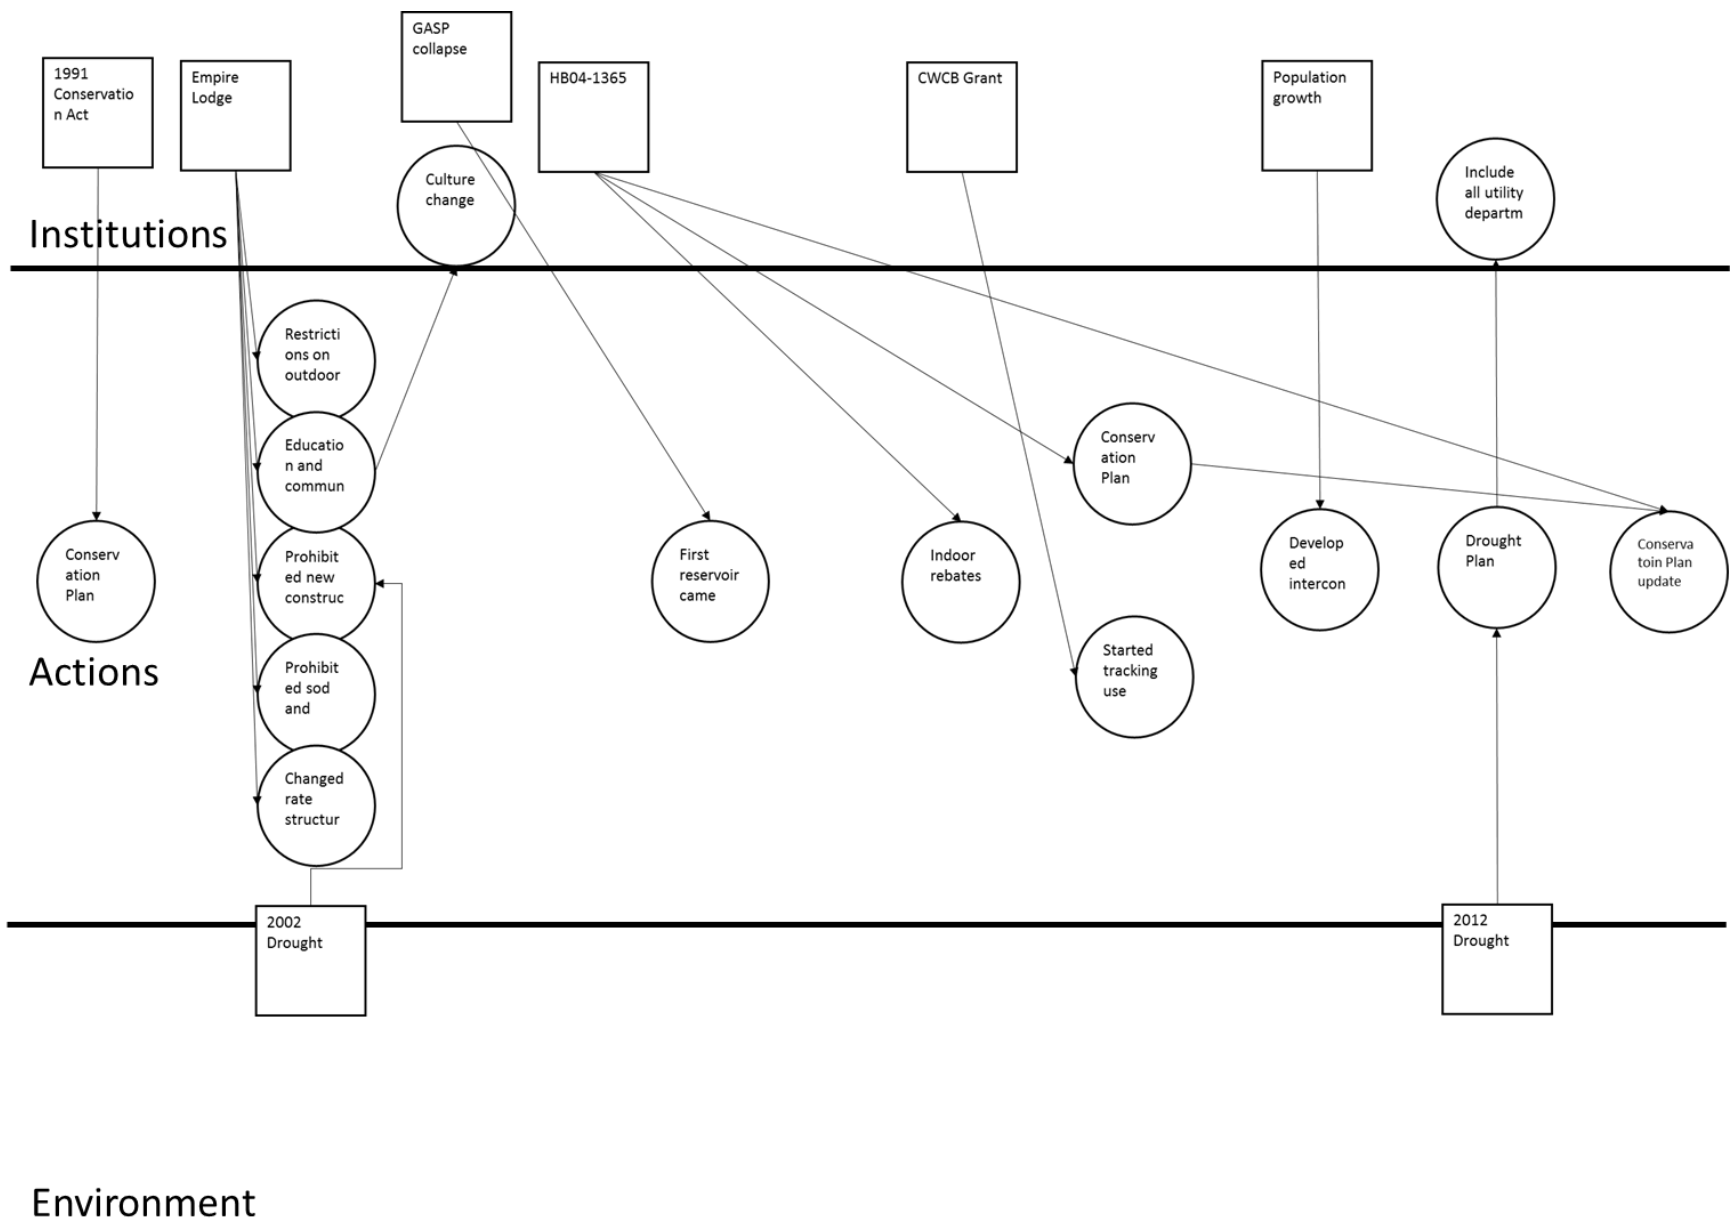 GASP
collapse
1991
Conservatio
n Act
Empire
Lodge
HB04-1365
CWCB Grant
Population
growth
Culture
change
Include
all utility
departm
Institutions
Restricti
ons on
outdoor
Educatio
n and
commun
Conserv
ation
Plan
Conserv
ation
Plan
Prohibit
ed new
construc
First
reservoir
came
Indoor
rebates
Develop
ed
intercon
Drought
Plan
Conserva
toin Plan
update
Actions
Prohibit
ed sod
and
Started
tracking
use
Changed
rate
structur
2002
Drought
2012
Drought
Environment